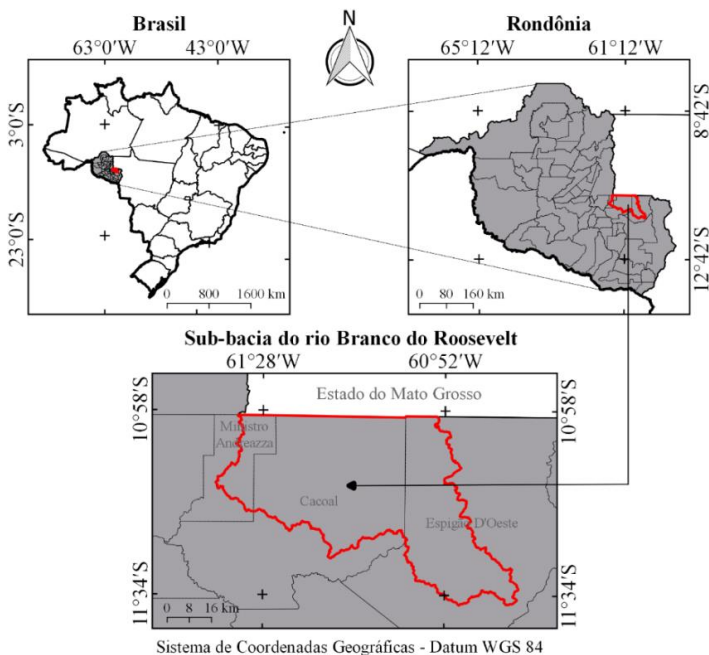 Brasil
63°0'W 43°0'W
3°0'S
23°0'S
0 800 1600 km
N
Rondônia
65°12'W 61°12'W
8°42'S
12°42'S
0 80 160 km
Sub-bacia do rio Branco do Roosevelt
61°28'W 60°52'W
Estado do Mato Grosso
10°58'S
10°58'S
Ministro
Andreazza
Cacoal
Espigão D'Oeste
11°34'S
11°34'S
0 8 16 km
Sistema de Coordenadas Geográficas - Datum WGS 84